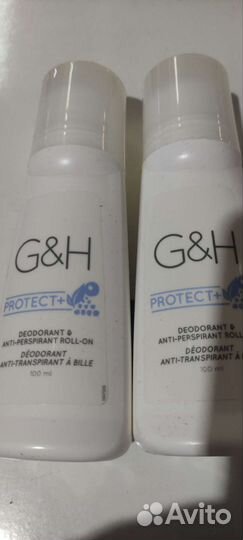 G&H
PROTECT+
DEODORANT &
ANTI-PERSPIRANT ROLL-ON
DÉODORANT
ANTI-TRANSPIRANT À BILLE
100 ml
G&H
PROTECT+
DEODORANT &
ANTI-PERSPIRANT ROLL-ON
DÉODORANT
ANTI-TRANSPIRANT À B
100 ml
Avito